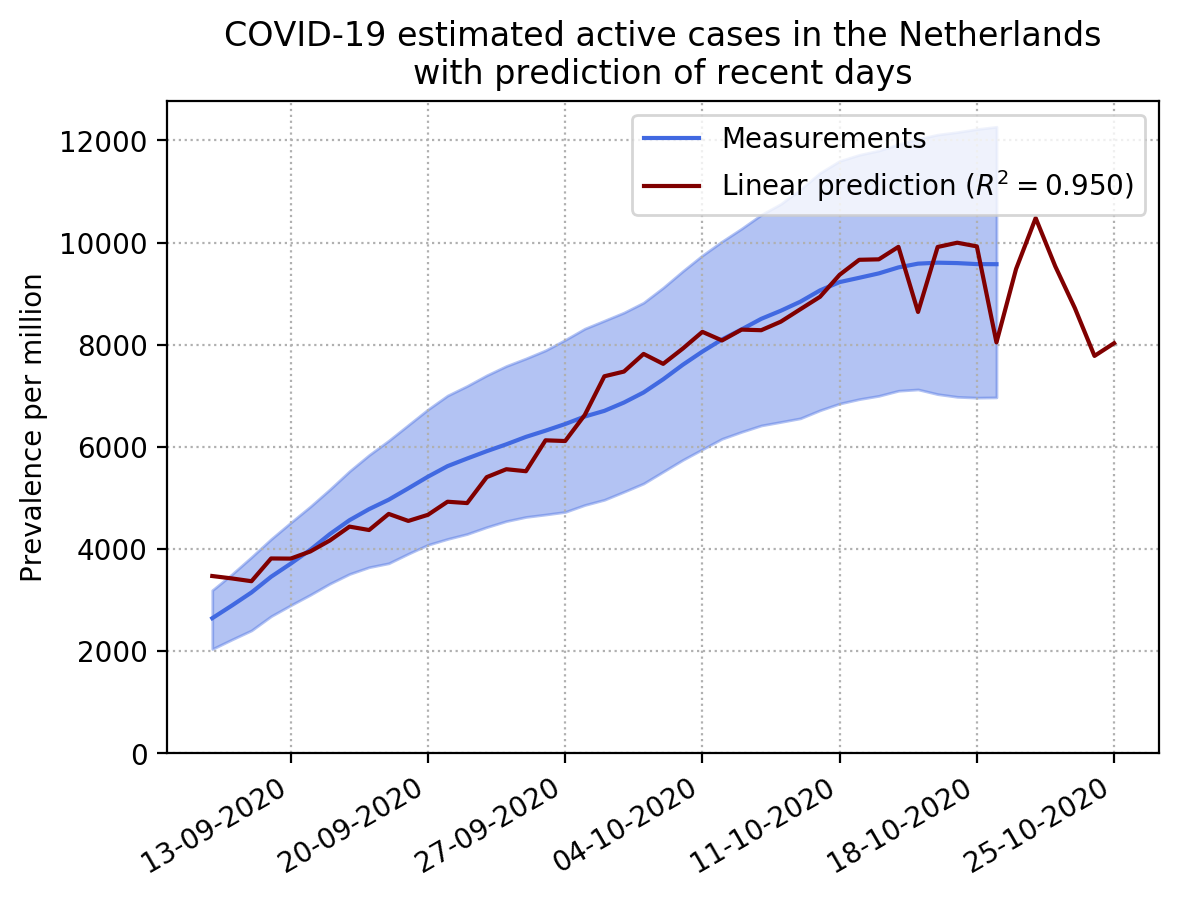 COVID-19 estimated active cases in the Netherlands
with prediction of recent days
Prevalence per million
12000
10000
8000
6000
4000
2000
0
Measurements
Linear prediction (R² = 0.950)
13-09-2020
20-09-2020
27-09-2020
04-10-2020
11-10-2020
18-10-2020
25-10-2020